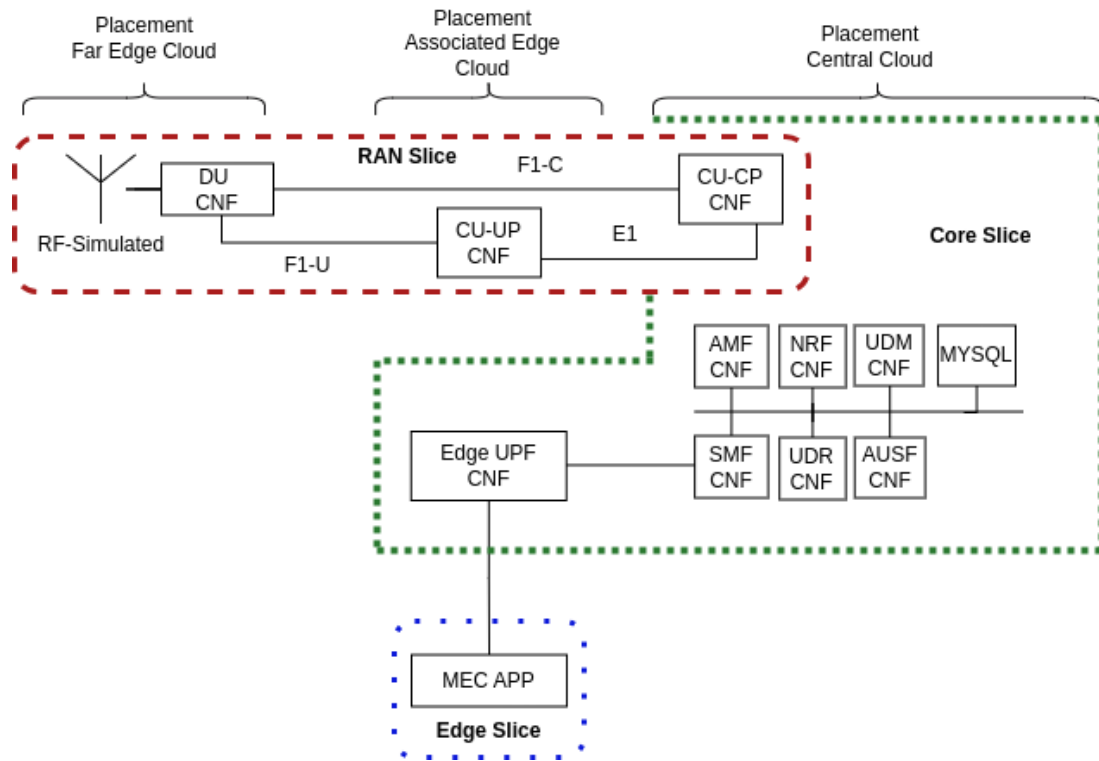 Placement
Far Edge Cloud
Placement
Associated Edge
Cloud
Placement
Central Cloud
RAN Slice
F1-C
DU
CNF
CU-CP
CNF
RF-Simulated
CU-UP
CNF
E1
F1-U
Core Slice
AMF
CNF
NRF
CNF
UDM
CNF
MYSQL
Edge UPF
CNF
SMF
CNF
UDR
CNF
AUSF
CNF
MEC APP
Edge Slice